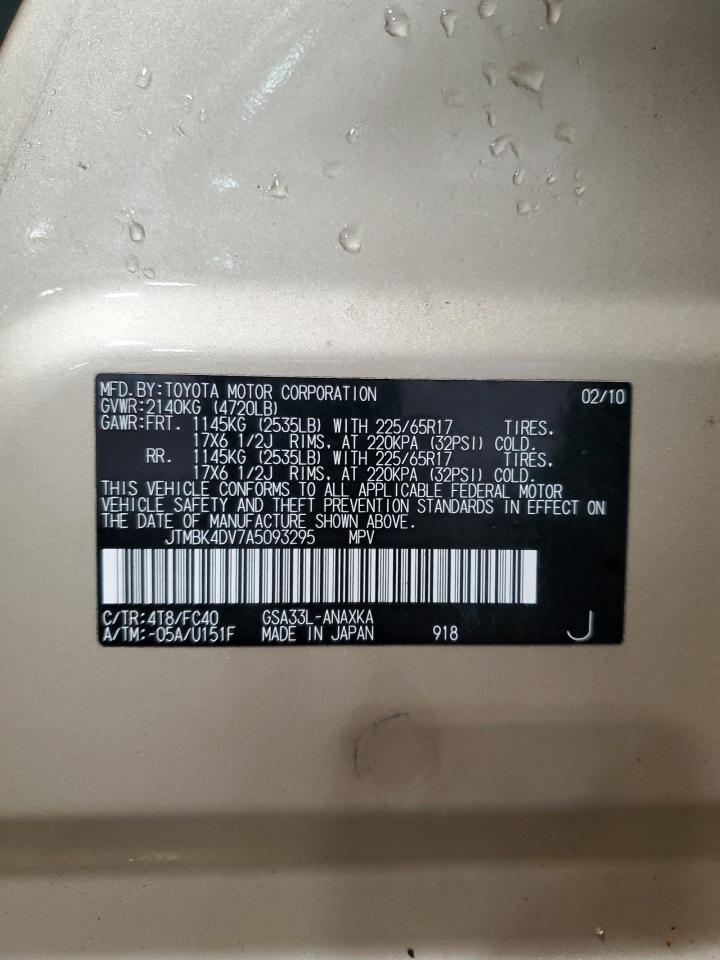 MFD.BY:TOYOTA MOTOR CORPORATION 02/10
GVWR:2140KG (4720LB)
GAWR:FRT. 1145KG (2535LB) WITH 225/65R17 TIRES.
17X6 1/2J RIMS. AT 220KPA (32PSI) COLD.
RR. 1145KG (2535LB) WITH 225/65R17 TIRES.
17X6 1/2J RIMS. AT 220KPA (32PSI) COLD.
THIS VEHICLE CONFORMS TO ALL APPLICABLE FEDERAL MOTOR
VEHICLE SAFETY AND THEFT PREVENTION STANDARDS IN EFFECT ON
THE DATE OF MANUFACTURE SHOWN ABOVE.
JTMBK4DV7A5093295 MPV
C/TR:4T8/FC40 GSA33L-ANAXKA
A/TM:-05A/U151F MADE IN JAPAN 918 J